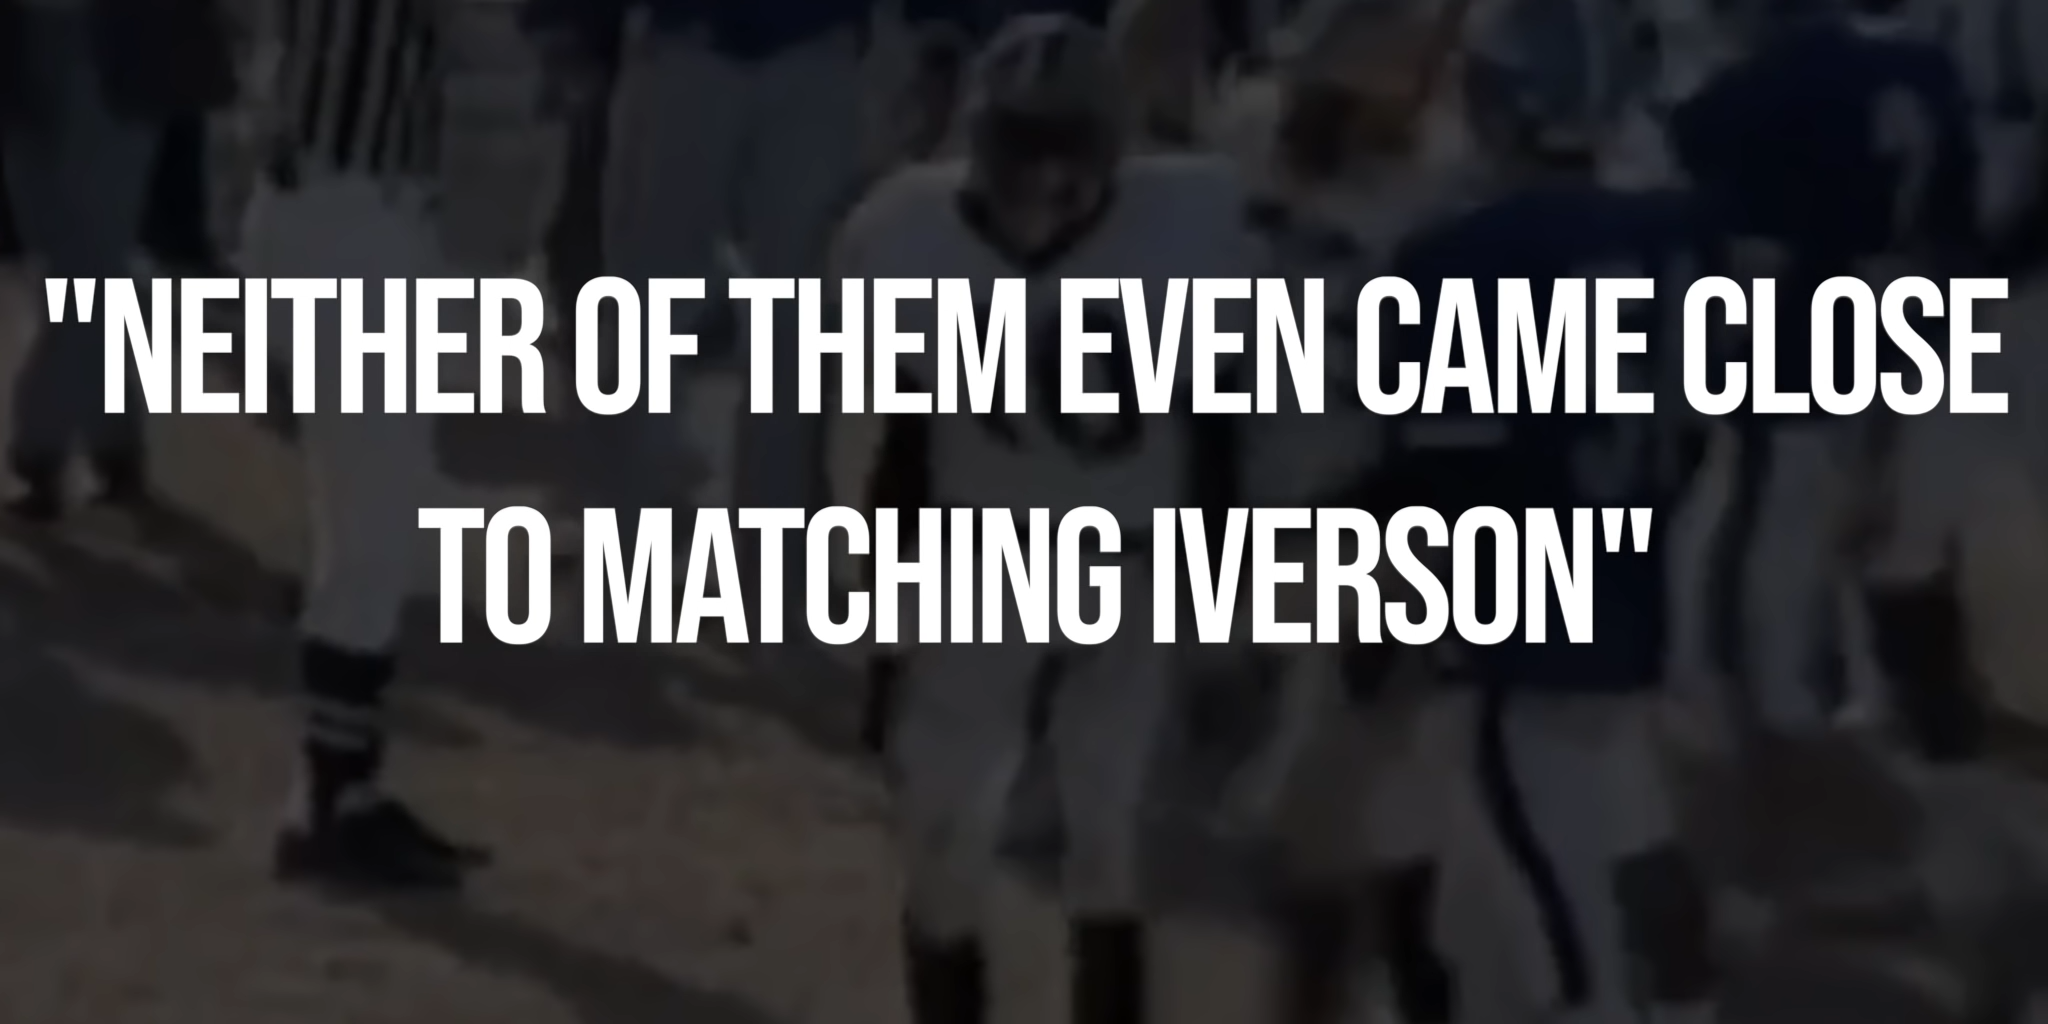 "NEITHER OF THEM EVEN CAME CLOSE
TO MATCHING IVERSON"